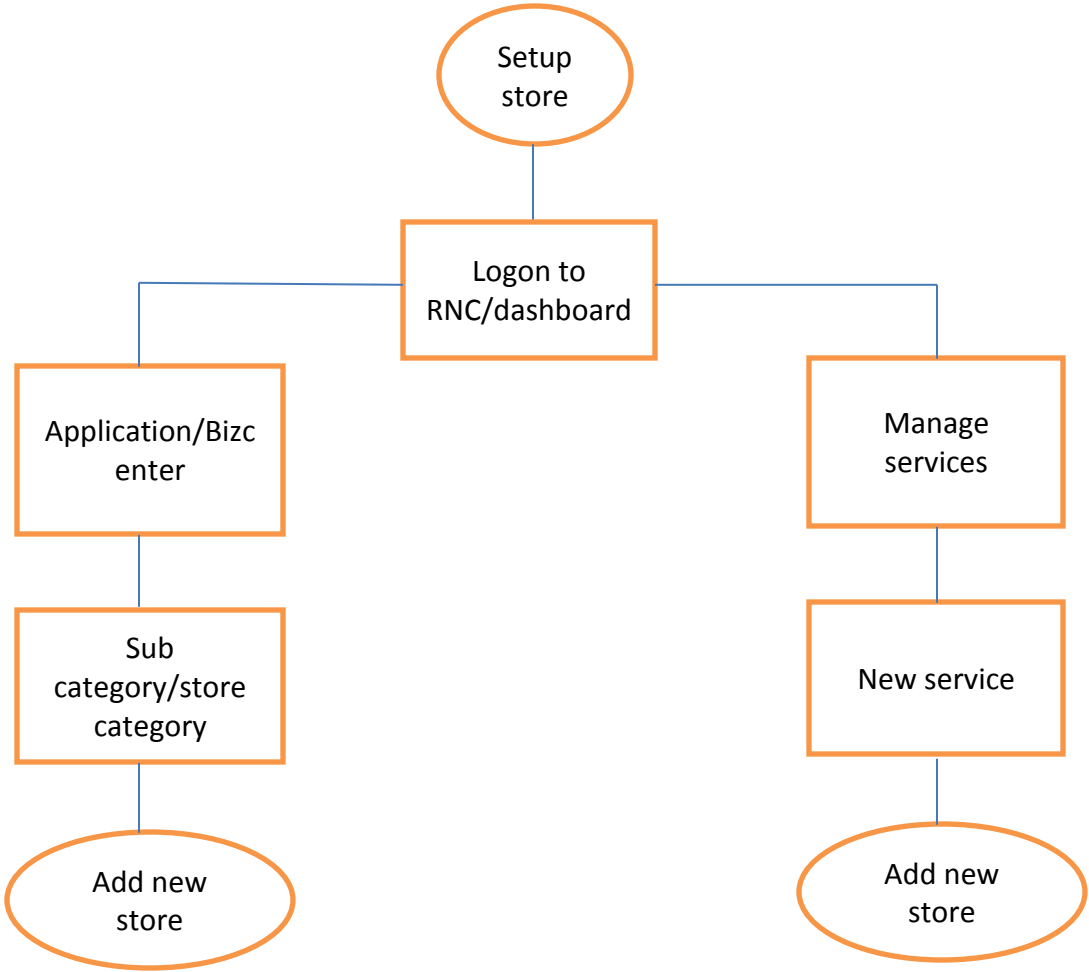 Setup
store
Logon to
RNC/dashboard
Application/Bizc
enter
Manage
services
Sub
category/store
category
New service
Add new
store
Add new
store